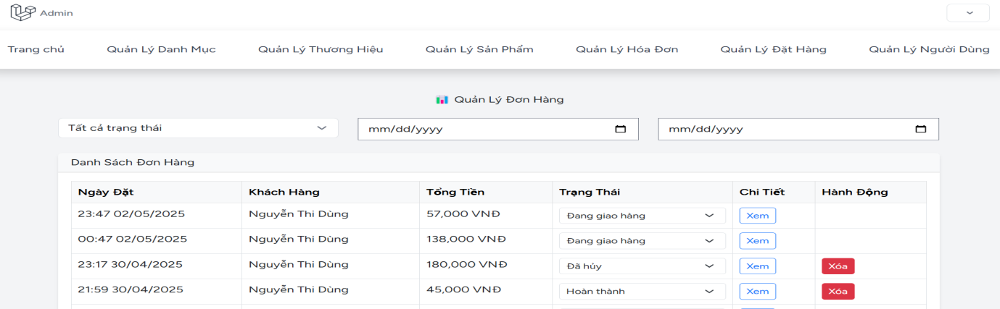 Admin
Trang chủ Quản Lý Danh Mục Quản Lý Thương Hiệu Quản Lý Sản Phẩm Quản Lý Hóa Đơn Quản Lý Đặt Hàng Quản Lý Người Dùng
Quản Lý Đơn Hàng
Tất cả trạng thái mm/dd/yyyy mm/dd/yyyy
Danh Sách Đơn Hàng
Ngày Đặt Khách Hàng Tổng Tiền Trạng Thái Chi Tiết Hành Động
23:47 02/05/2025 Nguyễn Thi Dùng 57,000 VNĐ Đang giao hàng Xem
00:47 02/05/2025 Nguyễn Thi Dùng 138,000 VNĐ Đang giao hàng Xem
23:17 30/04/2025 Nguyễn Thi Dùng 180,000 VNĐ Đã hủy Xem Xóa
21:59 30/04/2025 Nguyễn Thi Dùng 45,000 VNĐ Hoàn thành Xem Xóa